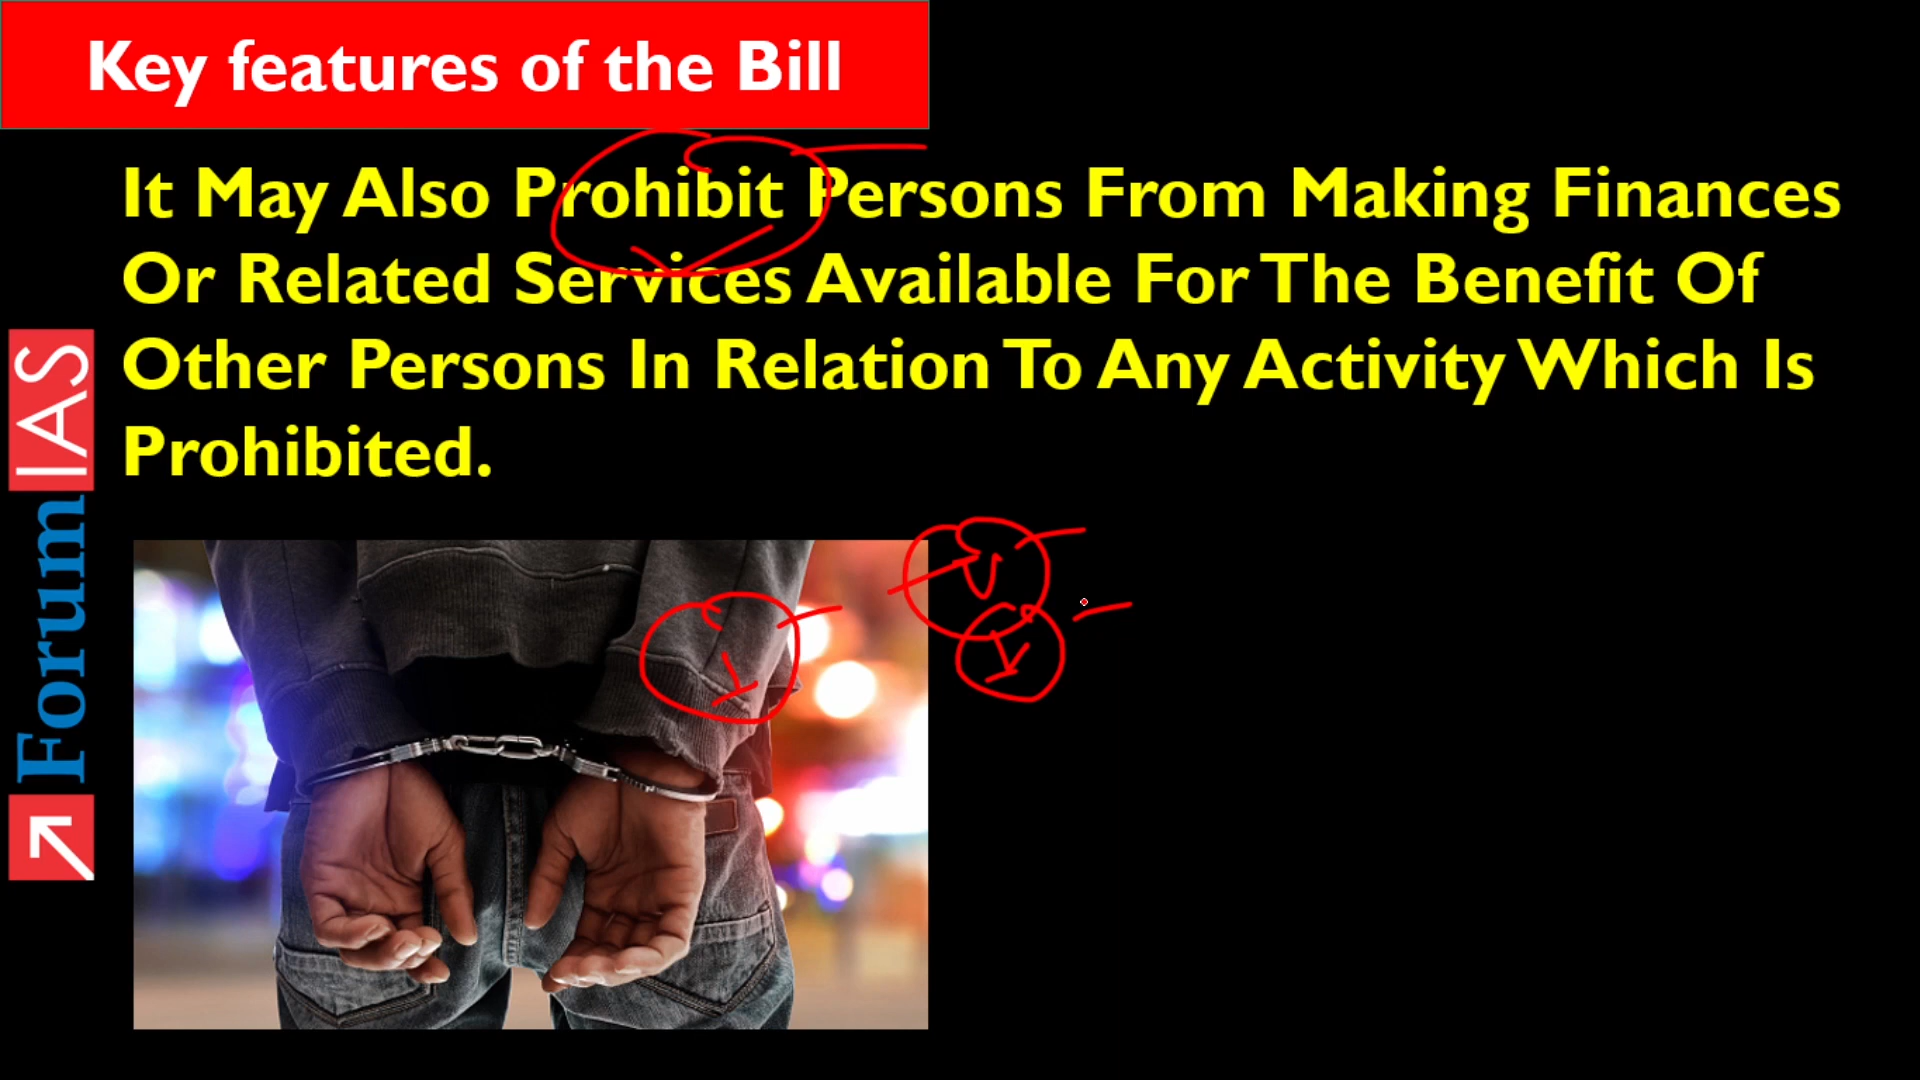 Key features of the Bill
It May Also Prohibit Persons From Making Finances
Or Related Services Available For The Benefit Of
Other Persons In Relation To Any Activity Which Is
Prohibited.
ForumIAS